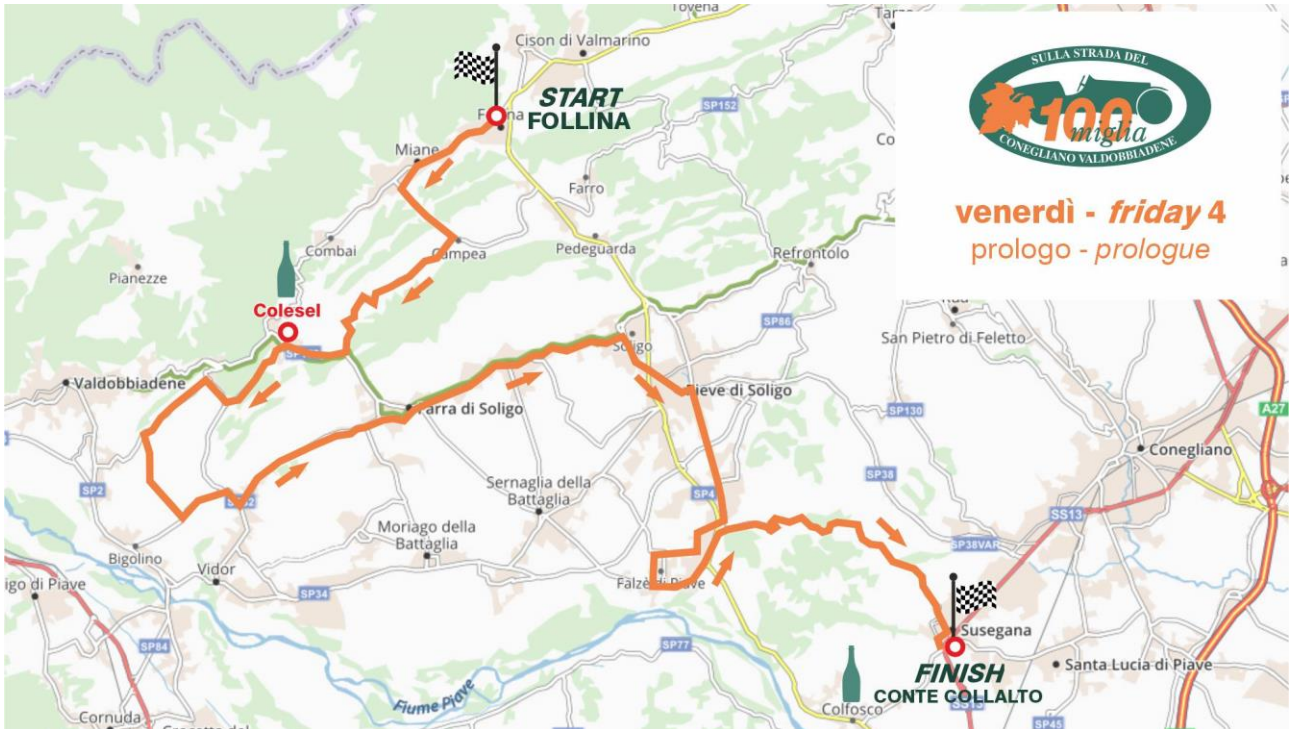 Tovena
Tarzo
Cison di Valmarino
SULLA STRADA DEL
100
miglia
CONEGLIANO VALDOBBIADENE
START
FOLLINA
SP152
Miane
Farro
venerdì - friday 4
prologo - prologue
Combai
Campea
Pedeguarda
Refrontolo
Pianezze
Colesel
SP86
Soligo
San Pietro di Feletto
Valdobbiadene
Pieve di Soligo
Farra di Soligo
SP130
A27
Conegliano
SP2
Sernaglia della
Battaglia
SP38
SP4
SS13
Moriago della
Battaglia
SP38VAR
Bigolino
Vidor
Falzè di Piave
SP34
Susegana
SP84
SP77
Santa Lucia di Piave
FINISH
CONTE COLLALTO
Fiume Piave
Colfosco
SS13
Cornuda
SP45